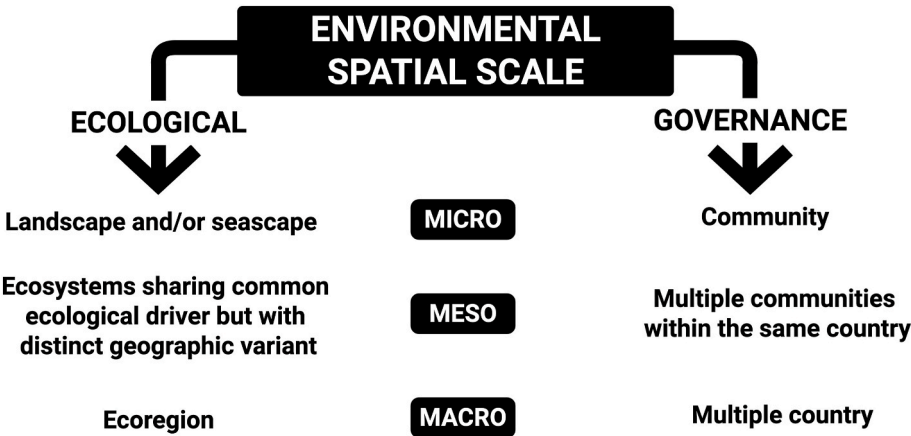 ENVIRONMENTAL
SPATIAL SCALE
ECOLOGICAL
GOVERNANCE
Landscape and/or seascape
MICRO
Community
Ecosystems sharing common
ecological driver but with
distinct geographic variant
MESO
Multiple communities
within the same country
Ecoregion
MACRO
Multiple country